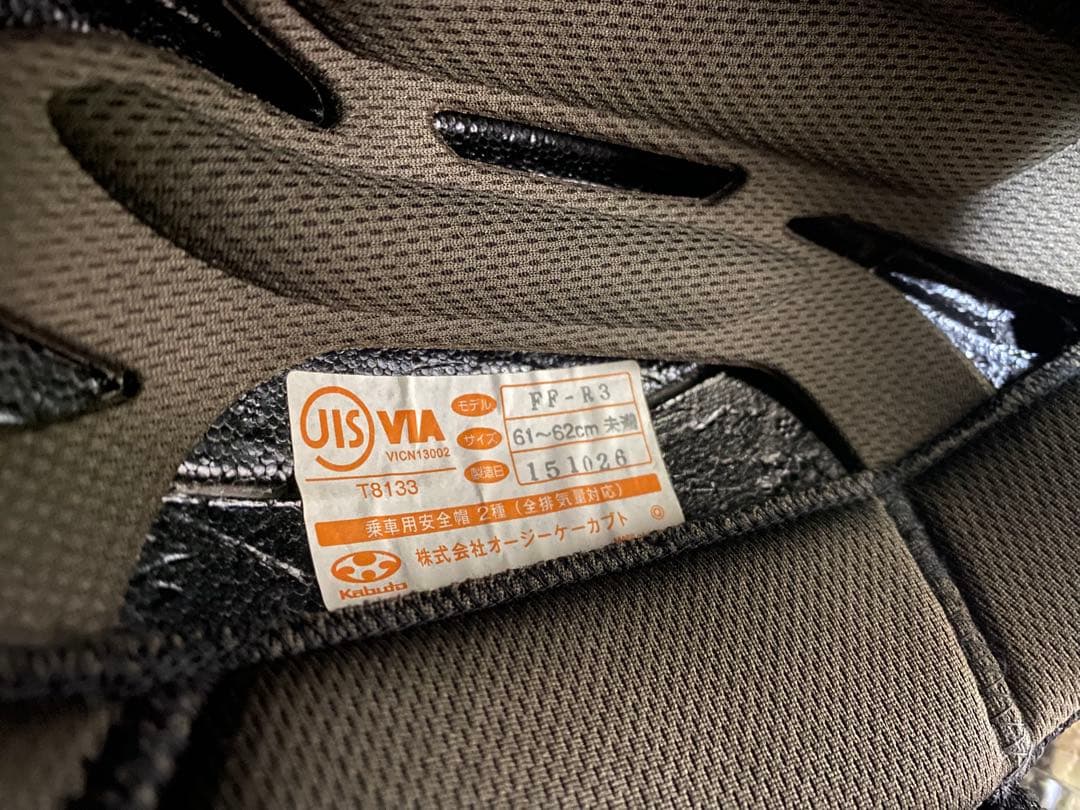 JIS VIA
VICN13002
T8133
モデル FF-R3
サイズ 61~62cm 未満
製造日 151026
乗車用安全帽 2種 (全排気量対応)
株式会社オージーケーカブト
Kabuto